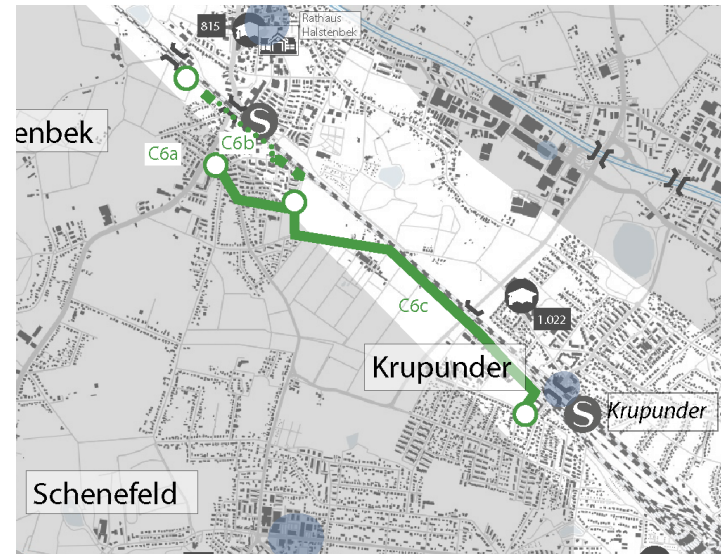 815
Rathaus
Halstenbek
S
enbek
C6a
C6b
C6c
1.022
Krupunder
S
Krupunder
Schenefeld